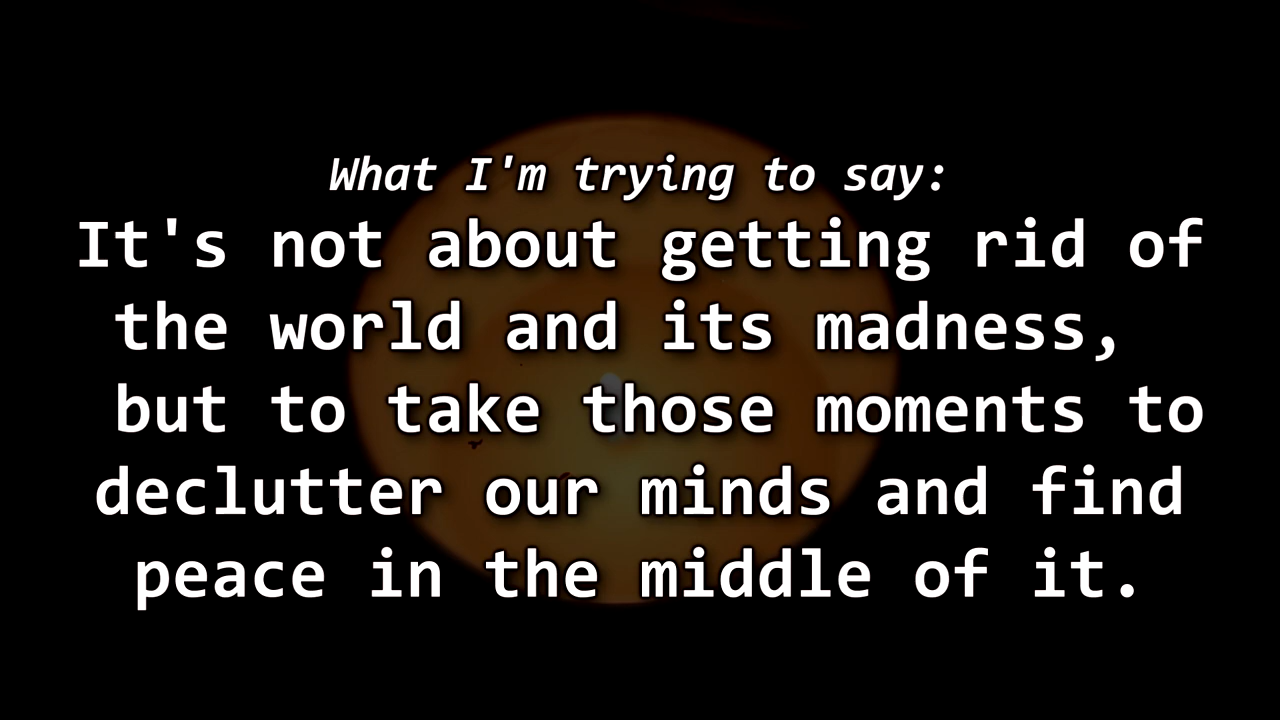 What I'm trying to say:
It's not about getting rid of
the world and its madness,
but to take those moments to
declutter our minds and find
peace in the middle of it.